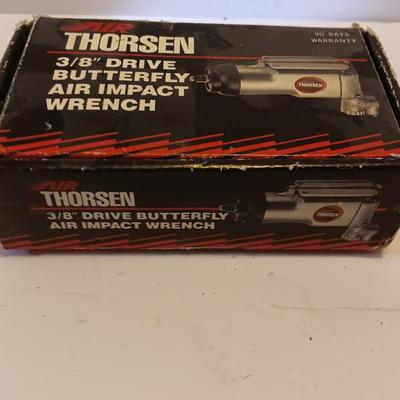 AIR
THORSEN
3/8" DRIVE
BUTTERFLY
AIR IMPACT
WRENCH
90 DAYS
WARRANTY
THORSEN
AIR
THORSEN
3/8" DRIVE BUTTERFLY
AIR IMPACT WRENCH
THORSEN